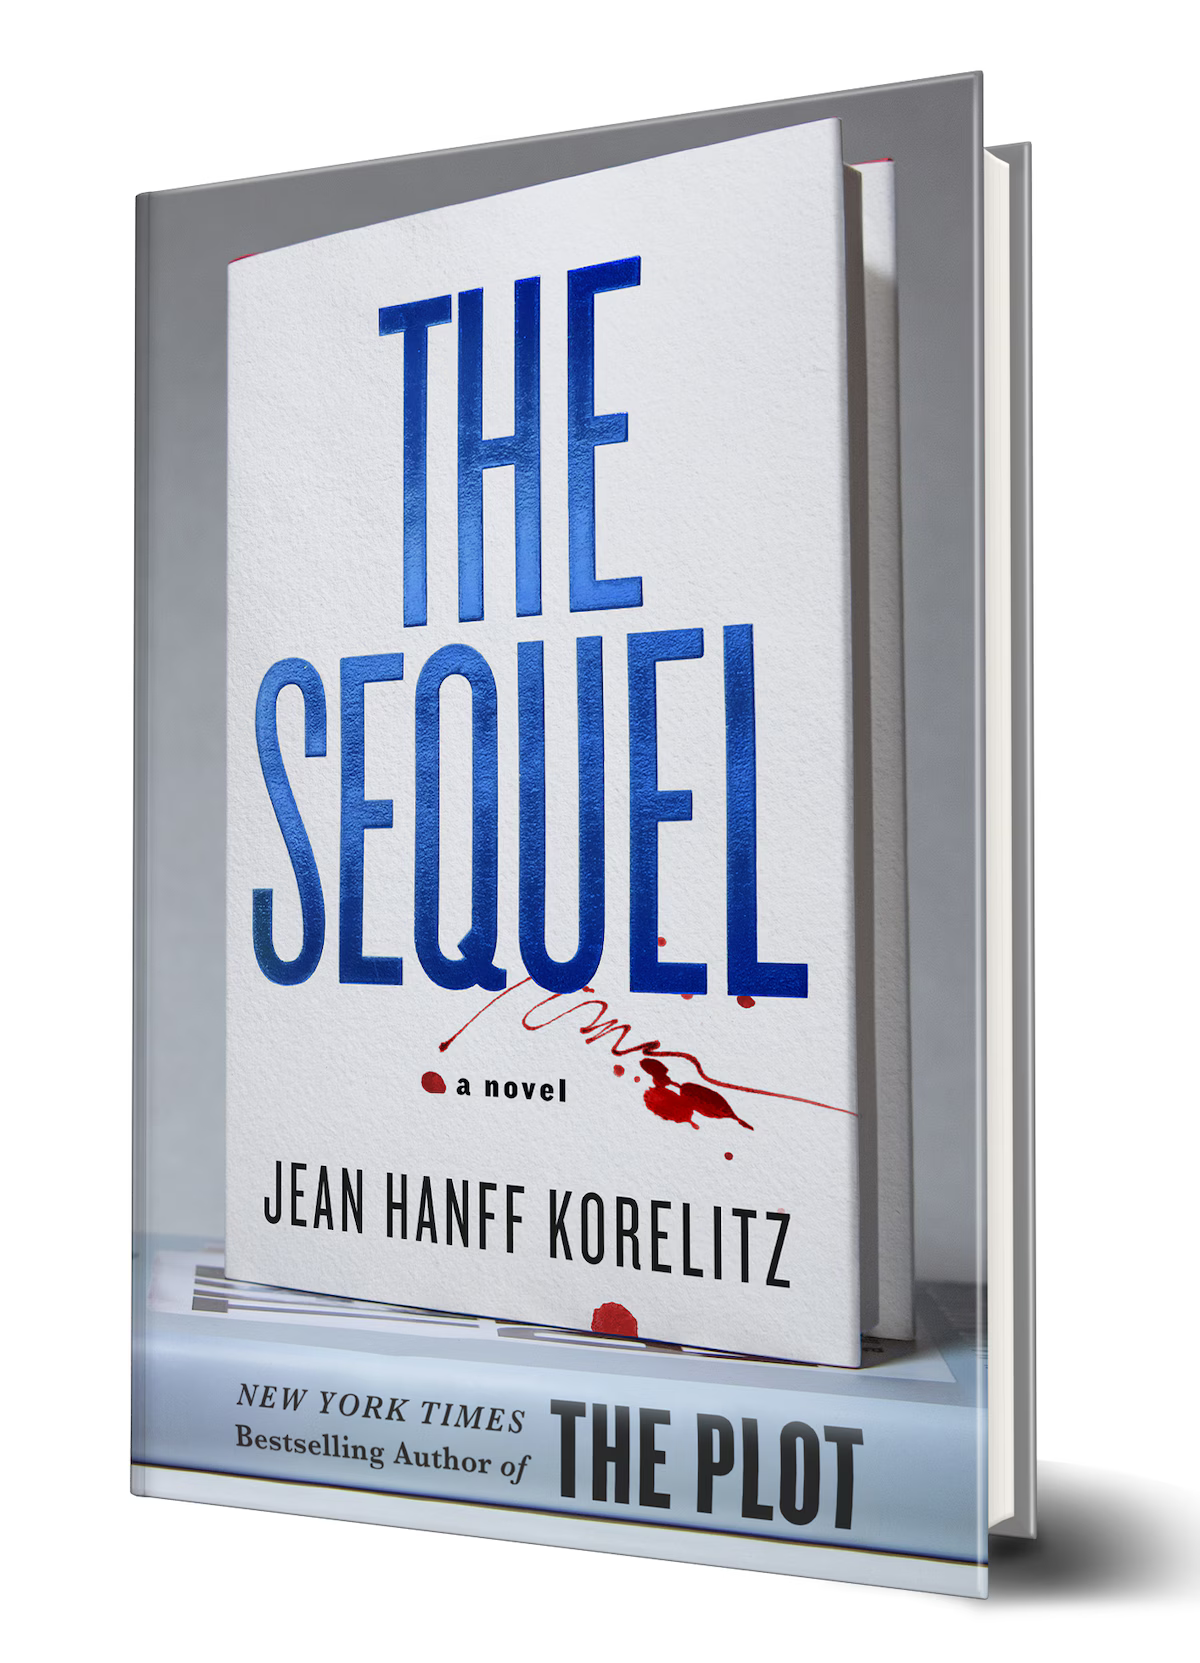 THE
SEQUEL
a novel
JEAN HANFF KORELITZ
NEW YORK TIMES
Bestselling Author of
THE PLOT